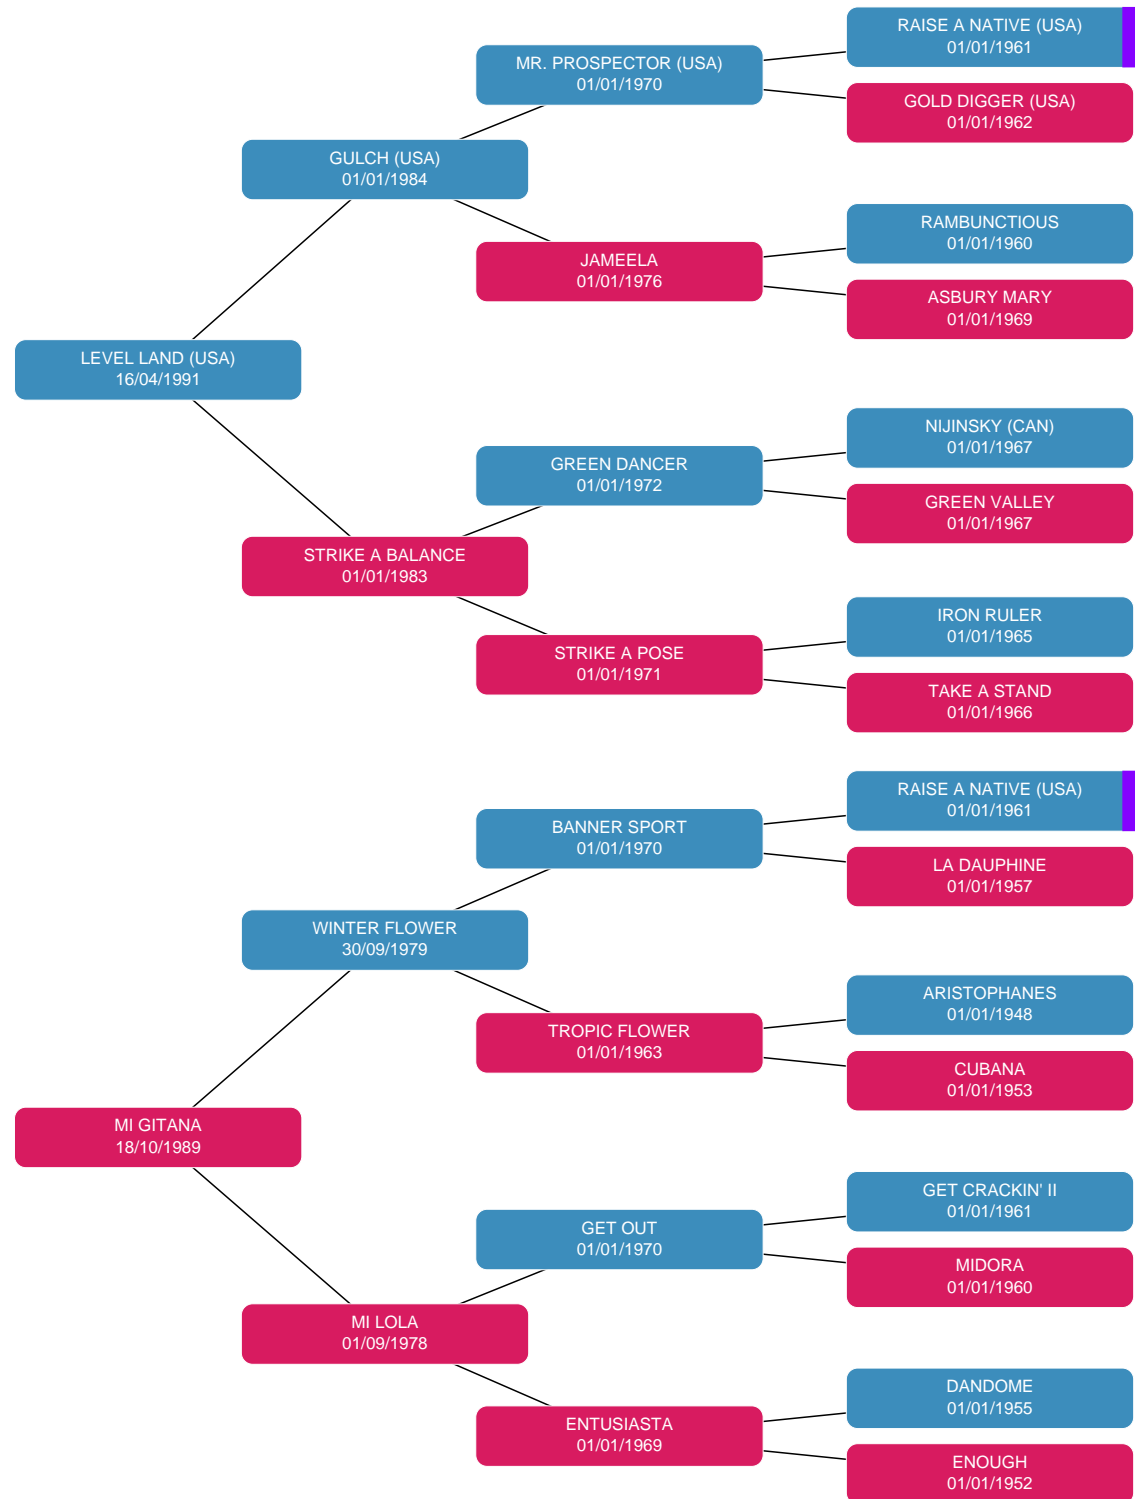 RAISE A NATIVE (USA)
01/01/1961
MR. PROSPECTOR (USA)
01/01/1970
GOLD DIGGER (USA)
01/01/1962
GULCH (USA)
01/01/1984
RAMBUNCTIOUS
01/01/1960
JAMEELA
01/01/1976
ASBURY MARY
01/01/1969
LEVEL LAND (USA)
16/04/1991
NIJINSKY (CAN)
01/01/1967
GREEN DANCER
01/01/1972
GREEN VALLEY
01/01/1967
STRIKE A BALANCE
01/01/1983
IRON RULER
01/01/1965
STRIKE A POSE
01/01/1971
TAKE A STAND
01/01/1966
RAISE A NATIVE (USA)
01/01/1961
BANNER SPORT
01/01/1970
LA DAUPHINE
01/01/1957
WINTER FLOWER
30/09/1979
ARISTOPHANES
01/01/1948
TROPIC FLOWER
01/01/1963
CUBANA
01/01/1953
MI GITANA
18/10/1989
GET CRACKIN' II
01/01/1961
GET OUT
01/01/1970
MIDORA
01/01/1960
MI LOLA
01/09/1978
DANDOME
01/01/1955
ENTUSIASTA
01/01/1969
ENOUGH
01/01/1952